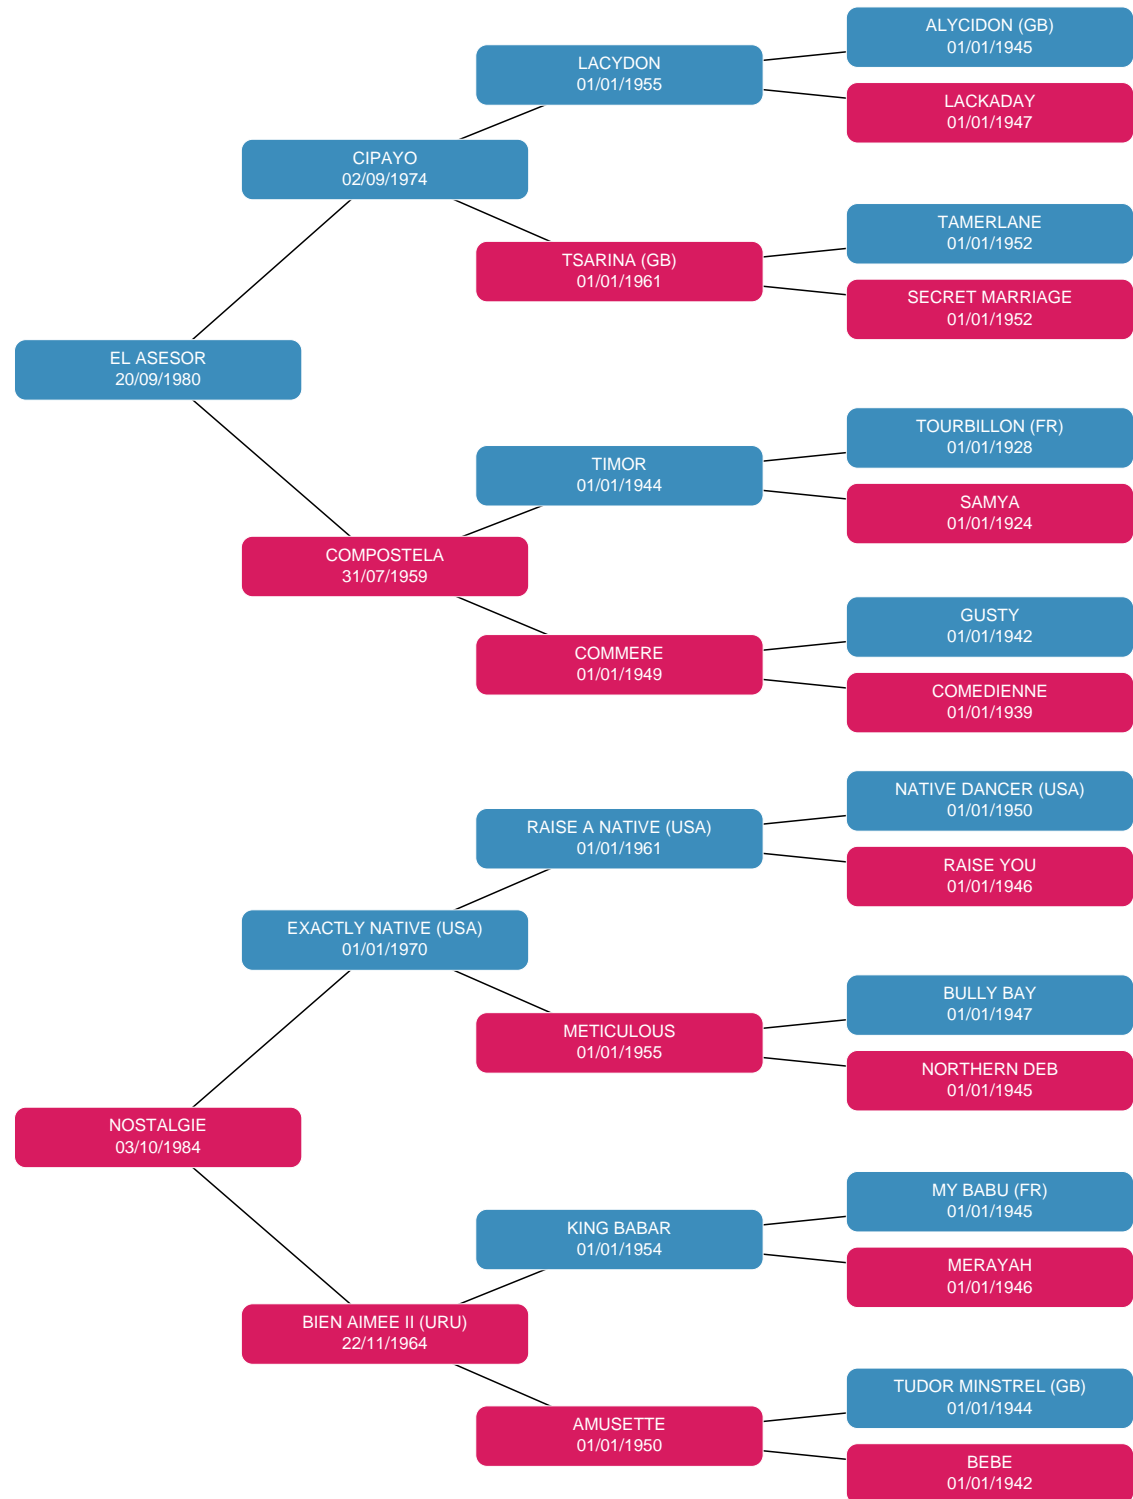 ALYCIDON (GB)
01/01/1945
LACYDON
01/01/1955
LACKADAY
01/01/1947
CIPAYO
02/09/1974
TAMERLANE
01/01/1952
TSARINA (GB)
01/01/1961
SECRET MARRIAGE
01/01/1952
EL ASESOR
20/09/1980
TOURBILLON (FR)
01/01/1928
TIMOR
01/01/1944
SAMYA
01/01/1924
COMPOSTELA
31/07/1959
GUSTY
01/01/1942
COMMERE
01/01/1949
COMEDIENNE
01/01/1939
NATIVE DANCER (USA)
01/01/1950
RAISE A NATIVE (USA)
01/01/1961
RAISE YOU
01/01/1946
EXACTLY NATIVE (USA)
01/01/1970
BULLY BAY
01/01/1947
METICULOUS
01/01/1955
NORTHERN DEB
01/01/1945
NOSTALGIE
03/10/1984
MY BABU (FR)
01/01/1945
KING BABAR
01/01/1954
MERAYAH
01/01/1946
BIEN AIMEE II (URU)
22/11/1964
TUDOR MINSTREL (GB)
01/01/1944
AMUSETTE
01/01/1950
BEBE
01/01/1942